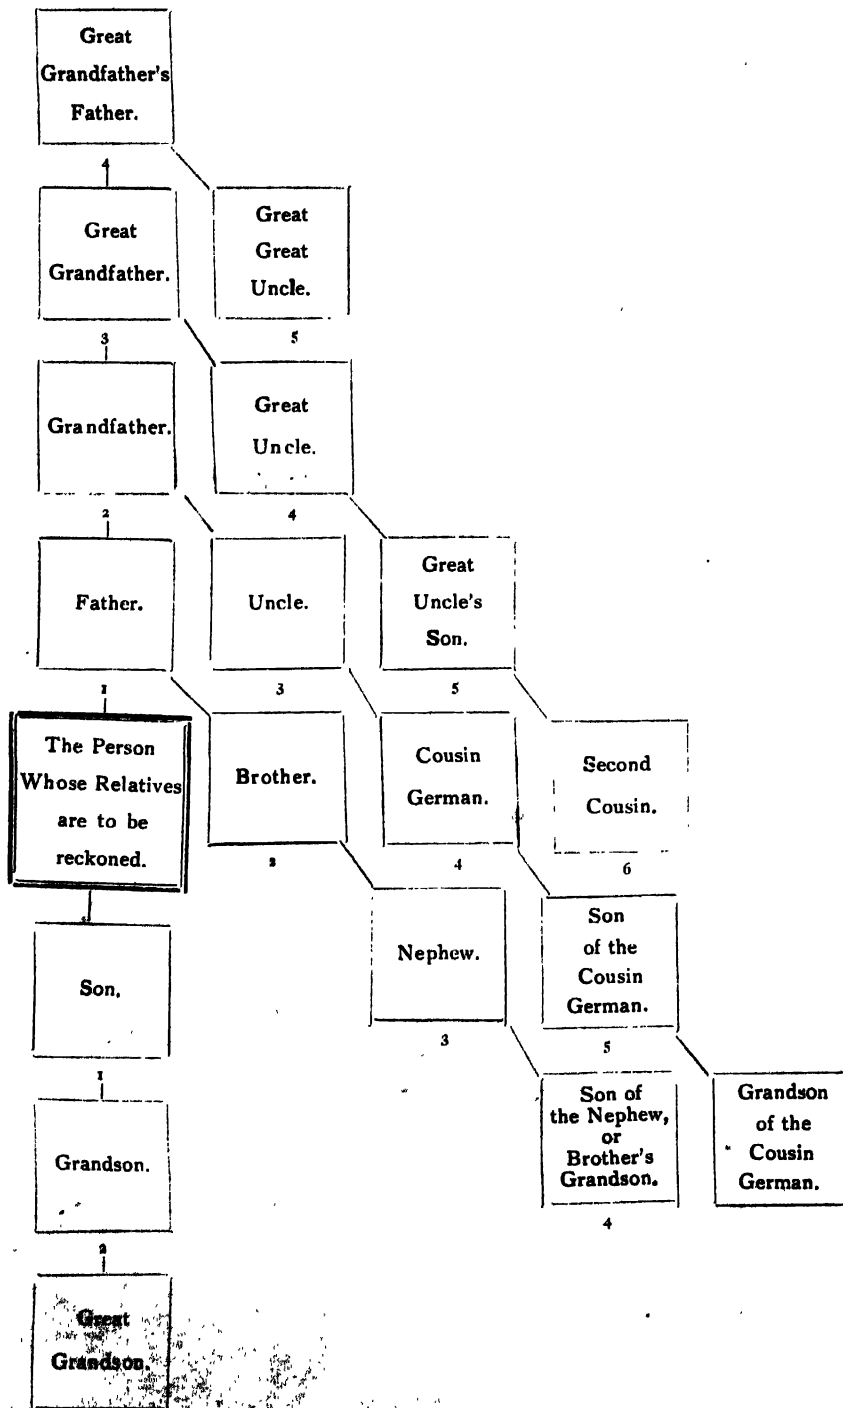 Great
Grandfather's
Father.
4
Great
Grandfather.
3
Great
Great
Uncle.
5
Grandfather.
2
Great
Uncle.
4
Father.
1
Uncle.
3
Great
Uncle's
Son.
5
The Person
Whose Relatives
are to be
reckoned.
Brother.
2
Cousin
German.
4
Second
Cousin.
6
Son.
1
Nephew.
3
Son
of the
Cousin
German.
5
Grandson.
2
Son of
the Nephew,
or
Brother's
Grandson.
4
Grandson
of the
Cousin
German.
Great
Grandson.